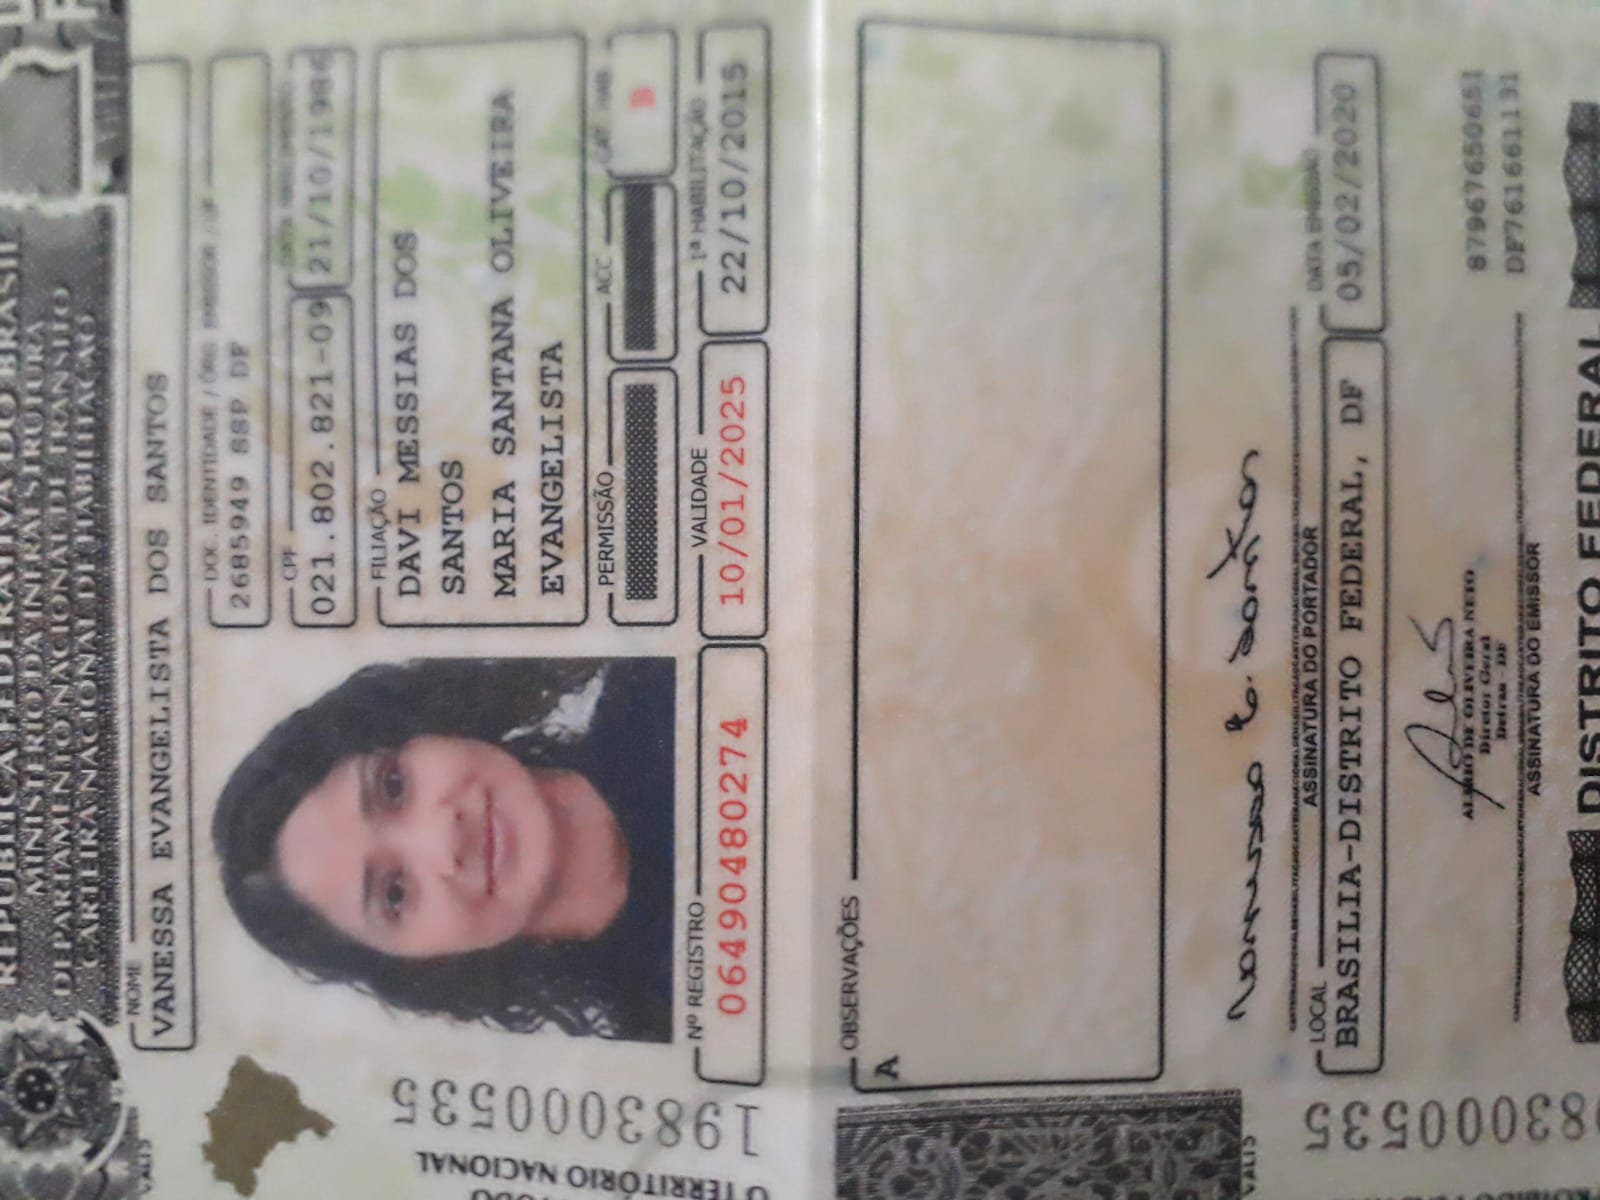 REPÚBLICA FEDERATIVA DO BRASIL
MINISTÉRIO DA INFRAESTRUTURA
DEPARTAMENTO NACIONAL DE TRÂNSITO
CARTEIRA NACIONAL DE HABILITAÇÃO
NOME
VANESSA EVANGELISTA DOS SANTOS
DOC. IDENTIDADE / ÓRG. EMISSOR / UF
2685949 SSP DF
CPF
DATA NASCIMENTO
021.802.821-09
21/10/1986
FILIAÇÃO
DAVI MESSIAS DOS
SANTOS
MARIA SANTANA OLIVEIRA
EVANGELISTA
PERMISSÃO
ACC
CAT. HAB.
B
Nº REGISTRO
VALIDADE
1ª HABILITAÇÃO
06490480274
10/01/2025
22/10/2015
O TERRITÓRIO NACIONAL
1983000535
OBSERVAÇÕES
A
Vanessa E. dos Santos
ASSINATURA DO PORTADOR
LOCAL
DATA EMISSÃO
BRASILIA-DISTRITO FEDERAL, DF
05/02/2020
DE OLIVEIRA NETO
Diretor Geral
Detran - DF
ASSINATURA DO EMISSOR
87967650651
DF761661131
DISTRITO FEDERAL
983000535